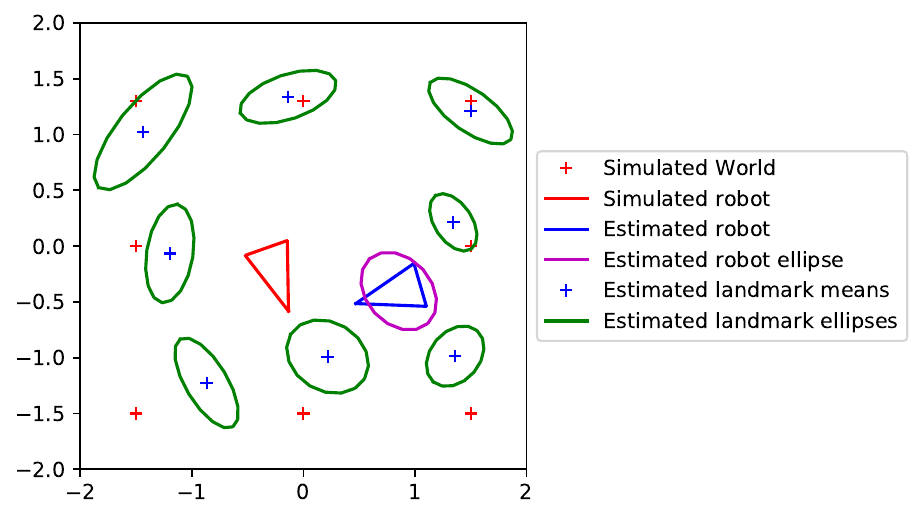 2.0
1.5
1.0
0.5
0.0
−0.5
−1.0
−1.5
−2.0
−2 −1 0 1 2
Simulated World
Simulated robot
Estimated robot
Estimated robot ellipse
Estimated landmark means
Estimated landmark ellipses